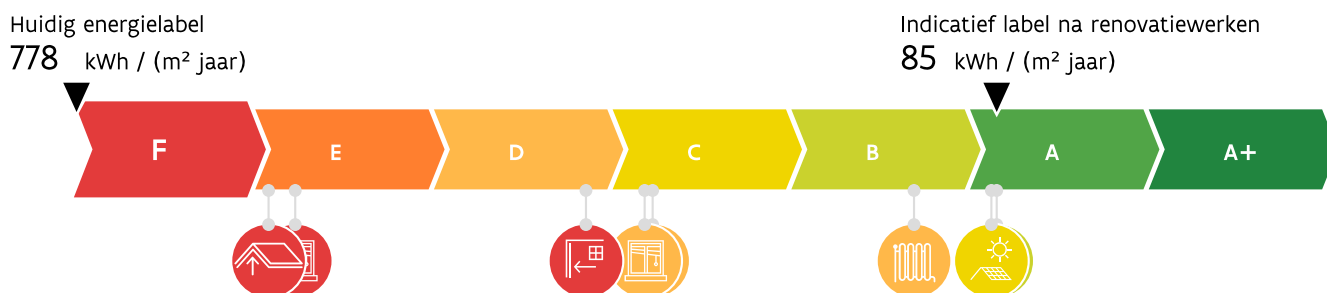 Huidig energielabel
778 kWh / (m² jaar)
Indicatief label na renovatiewerken
85 kWh / (m² jaar)
F E D C B A A+